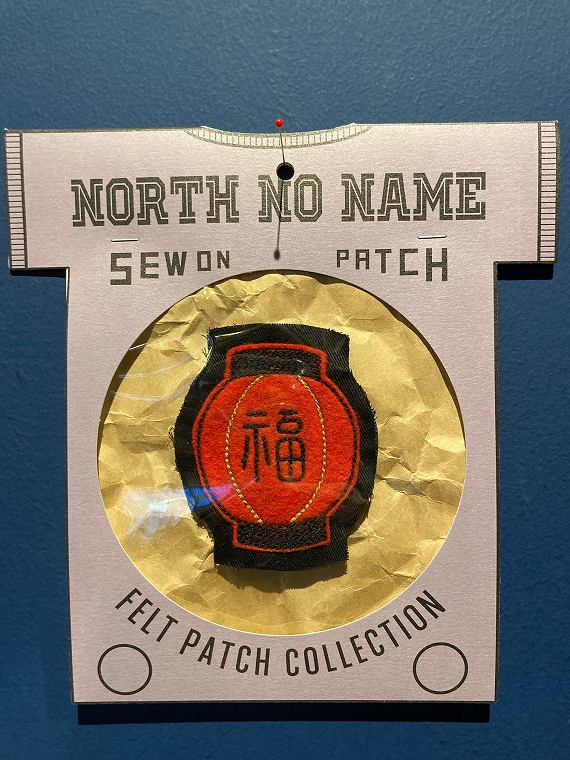 NORTH NO NAME
SEW ON PATCH
福
FELT PATCH COLLECTION